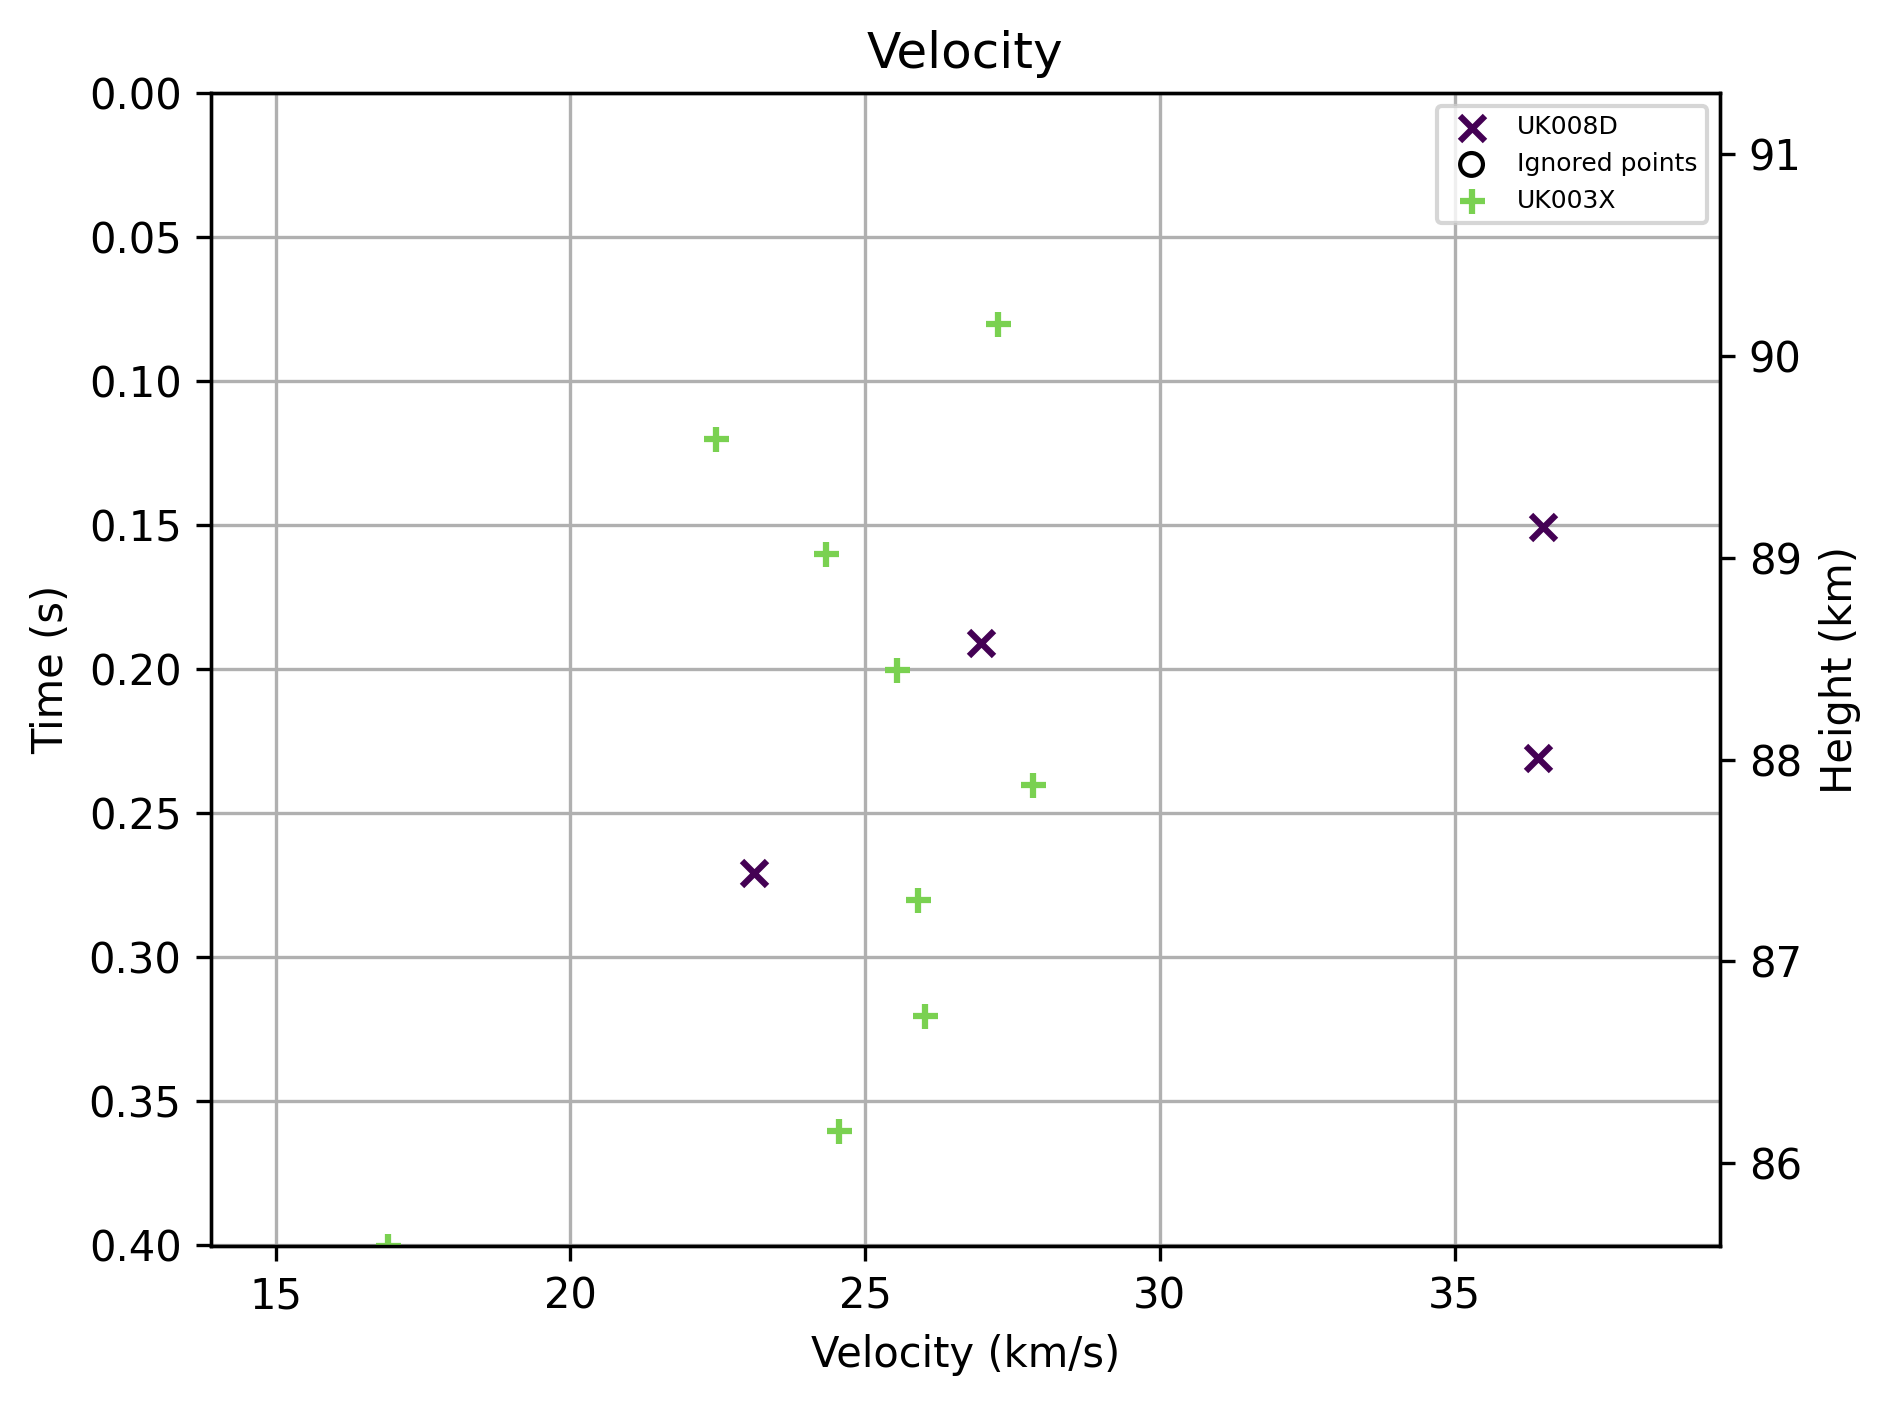 Velocity
UK008D
Ignored points
UK003X
0.00
0.05
0.10
0.15
0.20
0.25
0.30
0.35
0.40
Time (s)
91
90
89
88
87
86
Height (km)
15 20 25 30 35
Velocity (km/s)